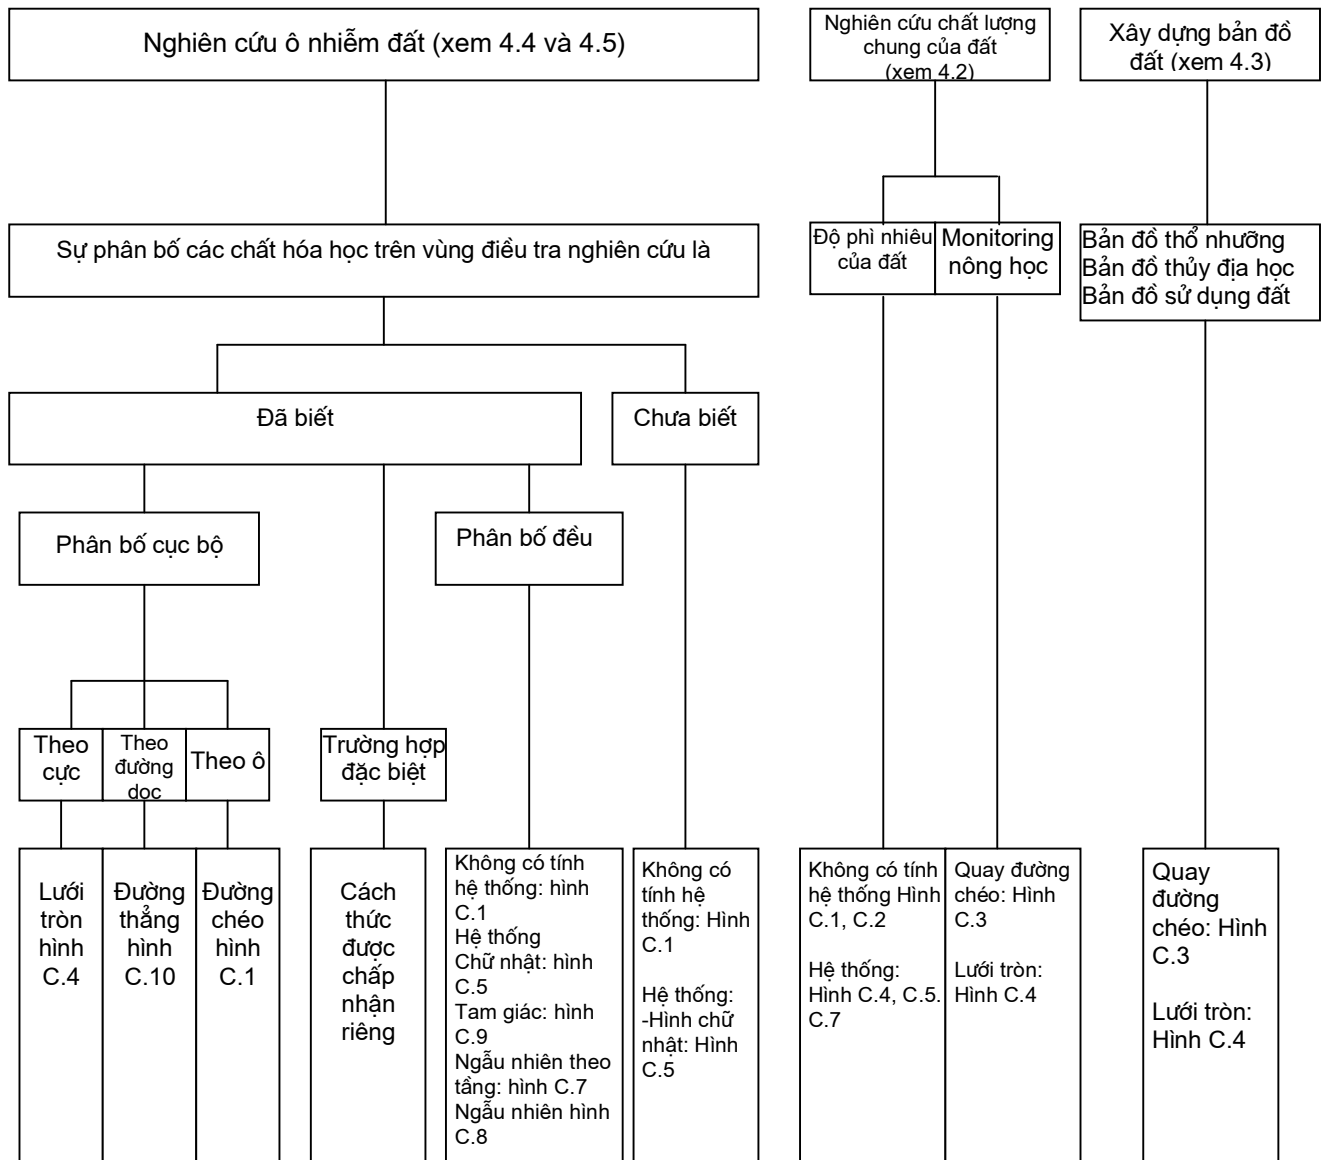 Nghiên cứu ô nhiễm đất (xem 4.4 và 4.5)
Nghiên cứu chất lượng
chung của đất
(xem 4.2)
Xây dựng bản đồ
đất (xem 4.3)
Sự phân bố các chất hóa học trên vùng điều tra nghiên cứu là
Độ phì nhiêu
của đất
Monitoring
nông học
Bản đồ thổ nhưỡng
Bản đồ thủy địa học
Bản đồ sử dụng đất
Đã biết
Chưa biết
Phân bố cục bộ
Phân bố đều
Theo
cực
Theo
đường
dọc
Theo ô
Trường hợp
đặc biệt
Lưới
tròn
hình
C.4
Đường
thẳng
hình
C.10
Đường
chéo
hình
C.1
Cách
thức
được
chấp
nhận
riêng
Không có tính
hệ thống: hình
C.1
Hệ thống
Chữ nhật: hình
C.5
Tam giác: hình
C.9
Ngẫu nhiên theo
tầng: hình C.7
Ngẫu nhiên hình
C.8
Không có
tính hệ
thống: Hình
C.1
Hệ thống:
-Hình chữ
nhật: Hình
C.5
Không có tính
hệ thống Hình
C.1, C.2
Hệ thống:
Hình C.4, C.5.
C.7
Quay đường
chéo: Hình
C.3
Lưới tròn:
Hình C.4
Quay
đường
chéo: Hình
C.3
Lưới tròn:
Hình C.4